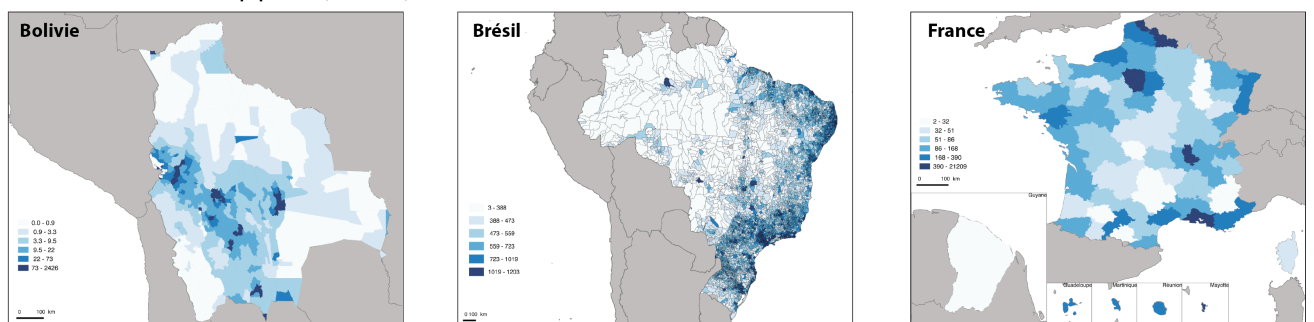 Bolivie
0.0 - 0.9
0.9 - 3.3
3.3 - 9.5
9.5 - 22
22 - 73
73 - 2426
0 100 km
Brésil
3 - 388
388 - 473
473 - 559
559 - 723
723 - 1019
1019 - 1203
0 100 km
France
2 - 32
32 - 51
51 - 86
86 - 168
168 - 390
390 - 21209
0 100 km
Guyane
Guadeloupe
Martinique
Réunion
Mayotte